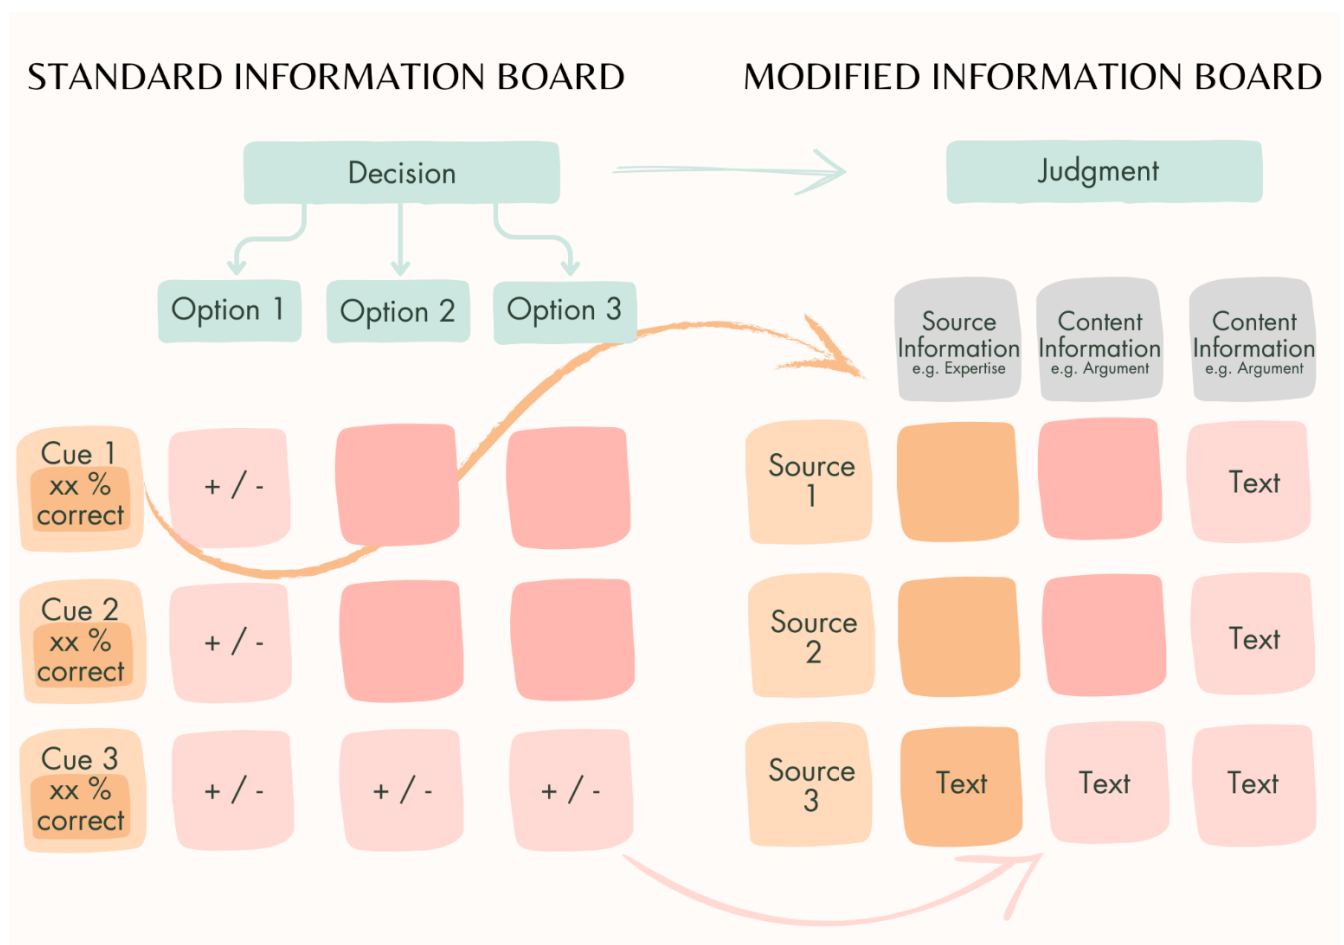 STANDARD INFORMATION BOARD
MODIFIED INFORMATION BOARD
Decision
Judgment
Option 1
Option 2
Option 3
Source
Information
e.g. Expertise
Content
Information
e.g. Argument
Content
Information
e.g. Argument
Cue 1
xx %
correct
+ / -
Source
1
Text
Cue 2
xx %
correct
+ / -
Source
2
Text
Cue 3
xx %
correct
+ / -
+ / -
+ / -
Source
3
Text
Text
Text